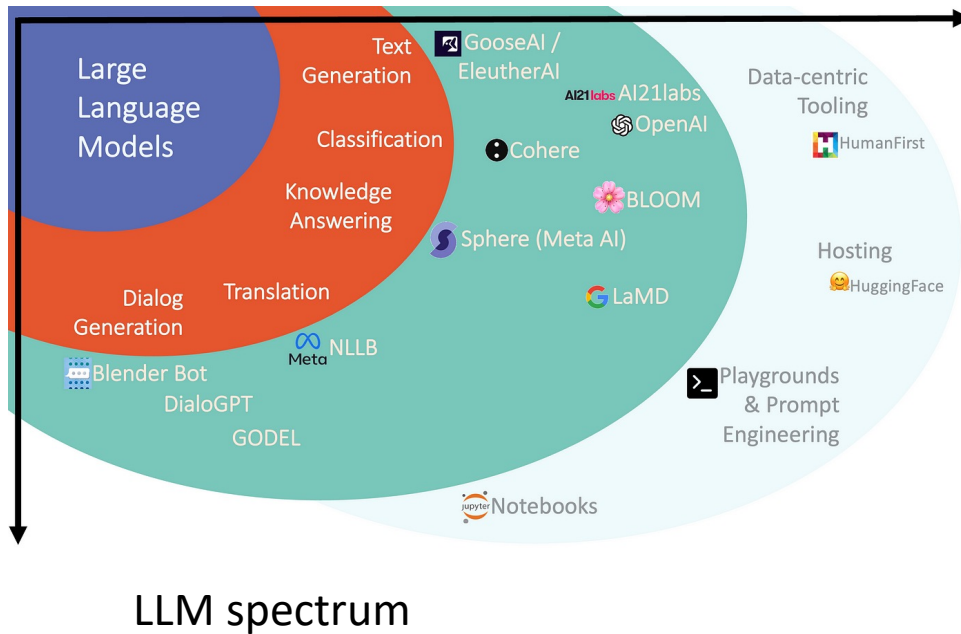 Large
Language
Models
Text
Generation
Classification
Knowledge
Answering
Translation
Dialog
Generation
GooseAI /
EleutherAI
AI21labs AI21labs
OpenAI
Cohere
BLOOM
Sphere (Meta AI)
LaMD
Meta NLLB
Blender Bot
DialoGPT
GODEL
Data-centric
Tooling
HumanFirst
Hosting
HuggingFace
Playgrounds
& Prompt
Engineering
jupyter Notebooks
LLM spectrum